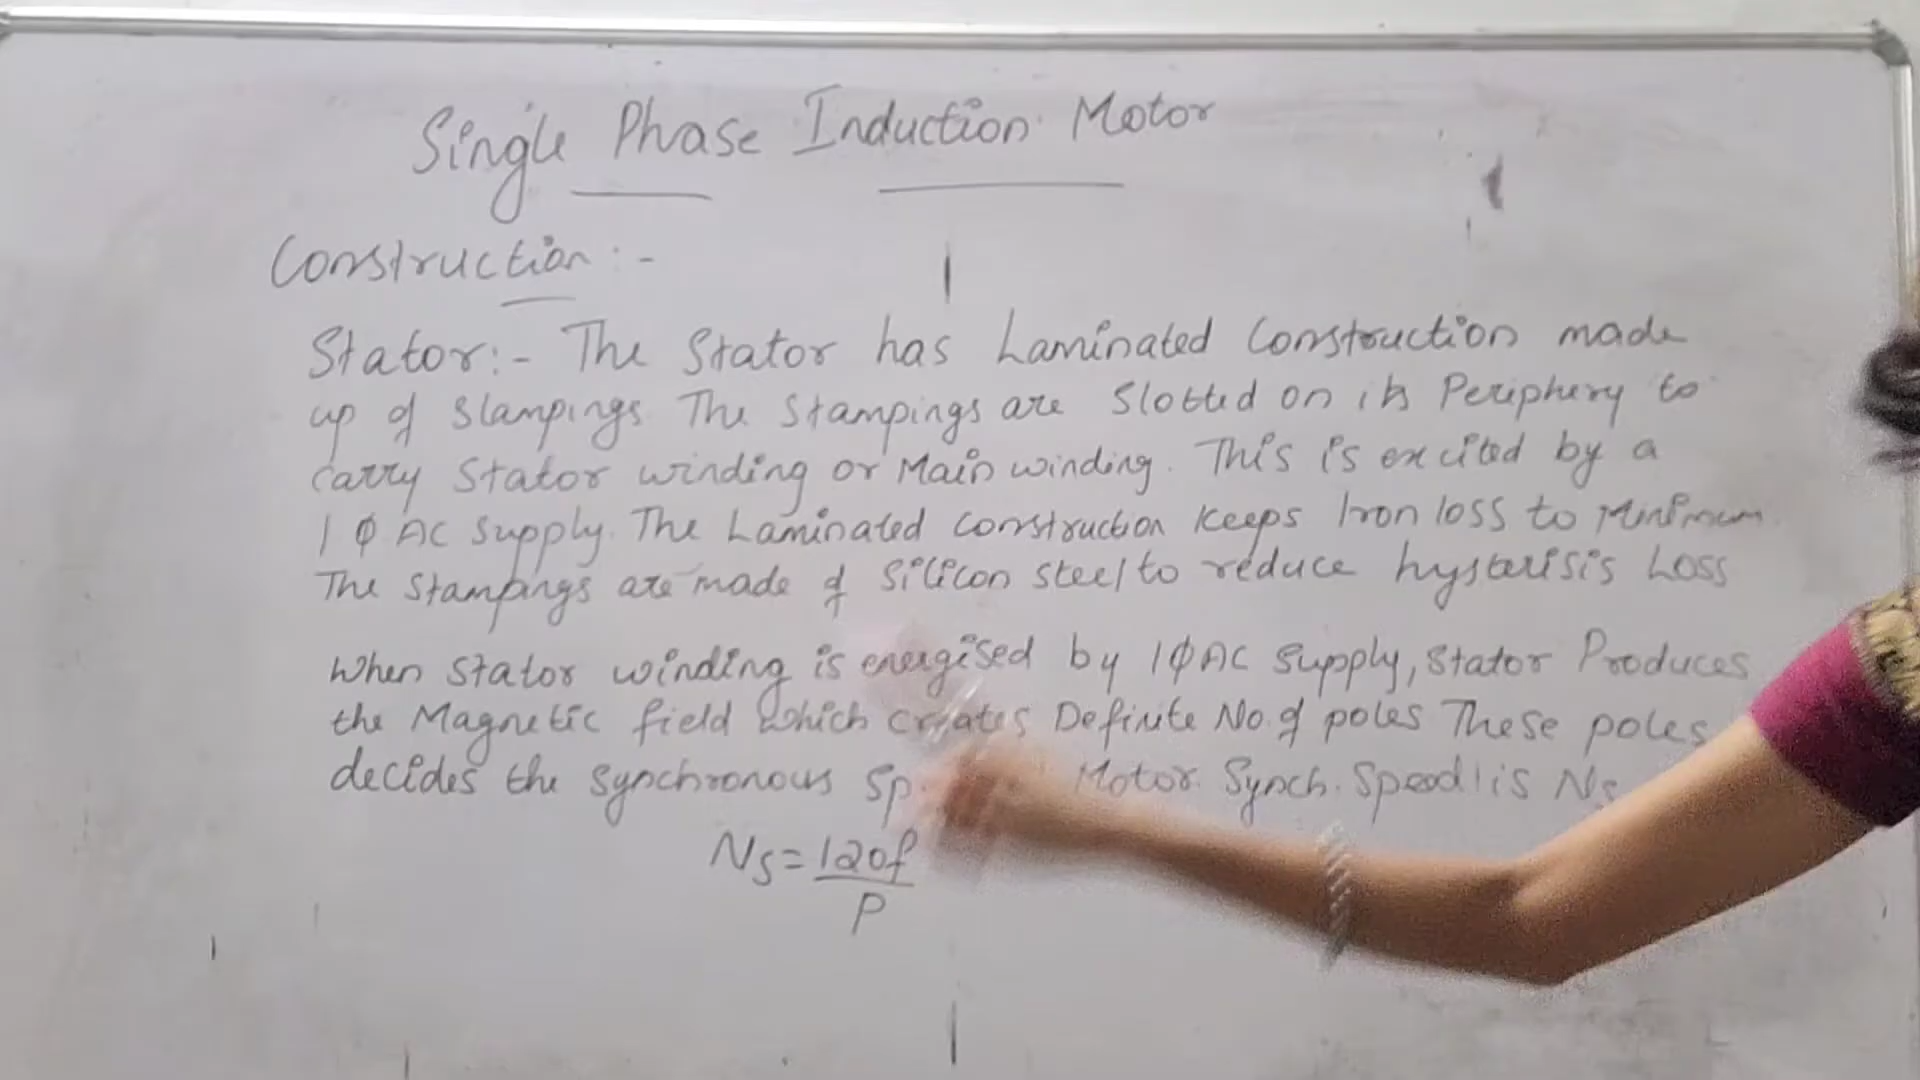 Single Phase Induction Motor
Construction :-
Stator:- The Stator has Laminated Construction made
up of Slampings. The Stampings are Slotted on its Periphery to
carry Stator winding or Main winding. This is excited by a
1 ϕ AC Supply. The Laminated construction keeps Iron loss to Minimum
The Stampings are made of Silicon steel to reduce hysterisis Loss
When Stator winding is energised by 1ϕ AC Supply, Stator Produces
the Magnetic field which creates Definite No. of poles These poles
decides the Synchronous Motor. Synch. Speed is Ns
Ns = 120f
P